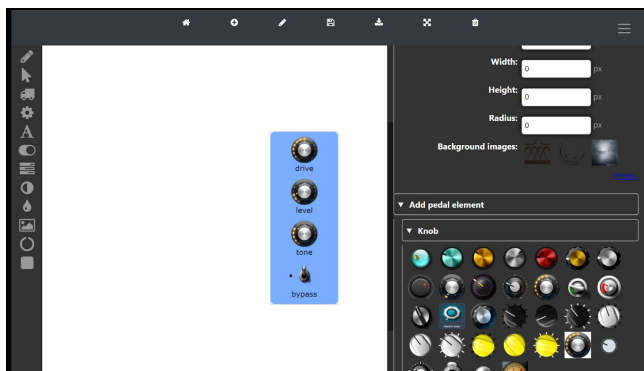 Width:
0 px
Height:
0 px
Radius:
0 px
Background images:
▼ Add pedal element
▼ Knob
drive
level
tone
bypass
A